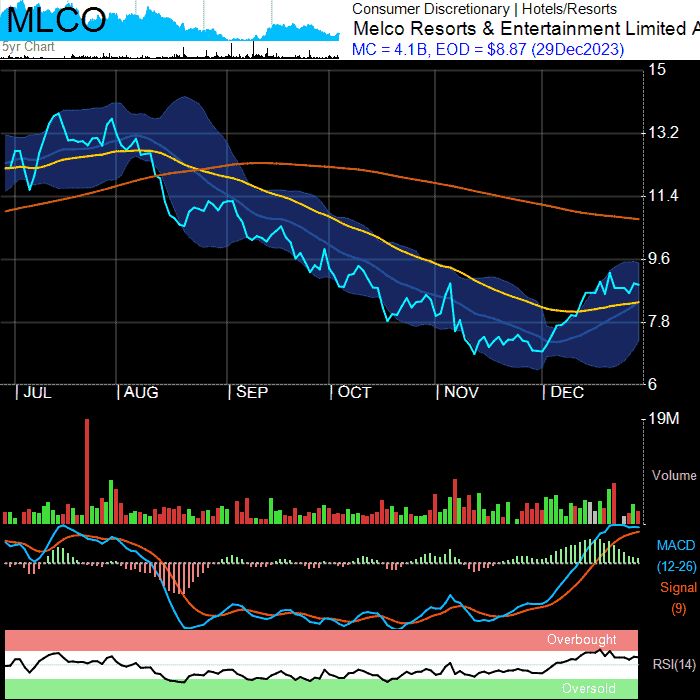 MLCO
5yr Chart
Consumer Discretionary | Hotels/Resorts
Melco Resorts & Entertainment Limited A
MC = 4.1B, EOD = $8.87 (29Dec2023)
15
13.2
11.4
9.6
7.8
6
JUL AUG SEP OCT NOV DEC
19M
Volume
MACD
(12-26)
Signal
(9)
Overbought
RSI(14)
Oversold